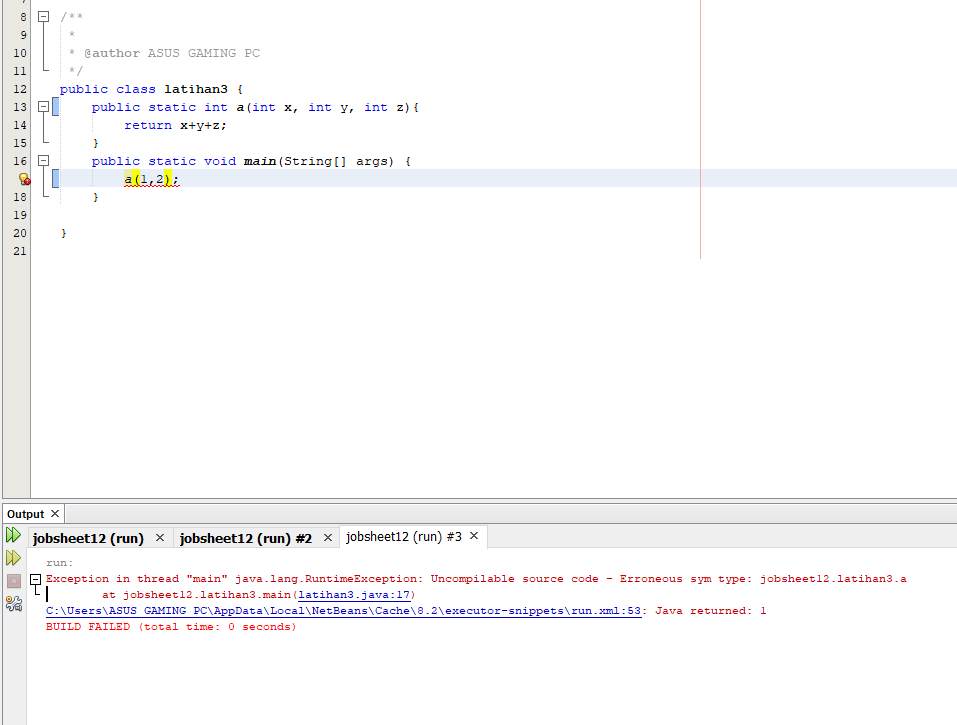 7
8 /**
9 *
10 * @author ASUS GAMING PC
11 */
12 public class latihan3 {
13 public static int a(int x, int y, int z){
14 return x+y+z;
15 }
16 public static void main(String[] args) {
a(1,2);
18 }
19
20 }
21
Output
jobsheet12 (run) jobsheet12 (run) #2 jobsheet12 (run) #3
run:
Exception in thread "main" java.lang.RuntimeException: Uncompilable source code - Erroneous sym type: jobsheet12.latihan3.a
at jobsheet12.latihan3.main(latihan3.java:17)
C:\Users\ASUS GAMING PC\AppData\Local\NetBeans\Cache\8.2\executor-snippets\run.xml:53: Java returned: 1
BUILD FAILED (total time: 0 seconds)